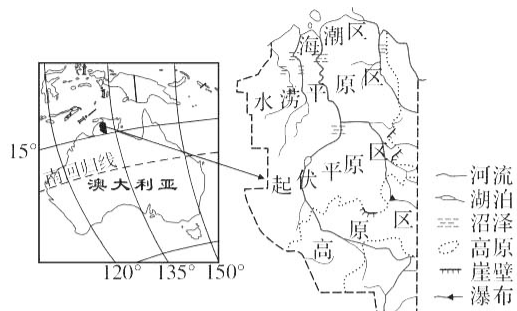 海潮区
水涝平原区
起伏平原区
高原区
15°
南回归线
澳大利亚
120° 135° 150°
河流
湖泊
沼泽
高原
崖壁
瀑布